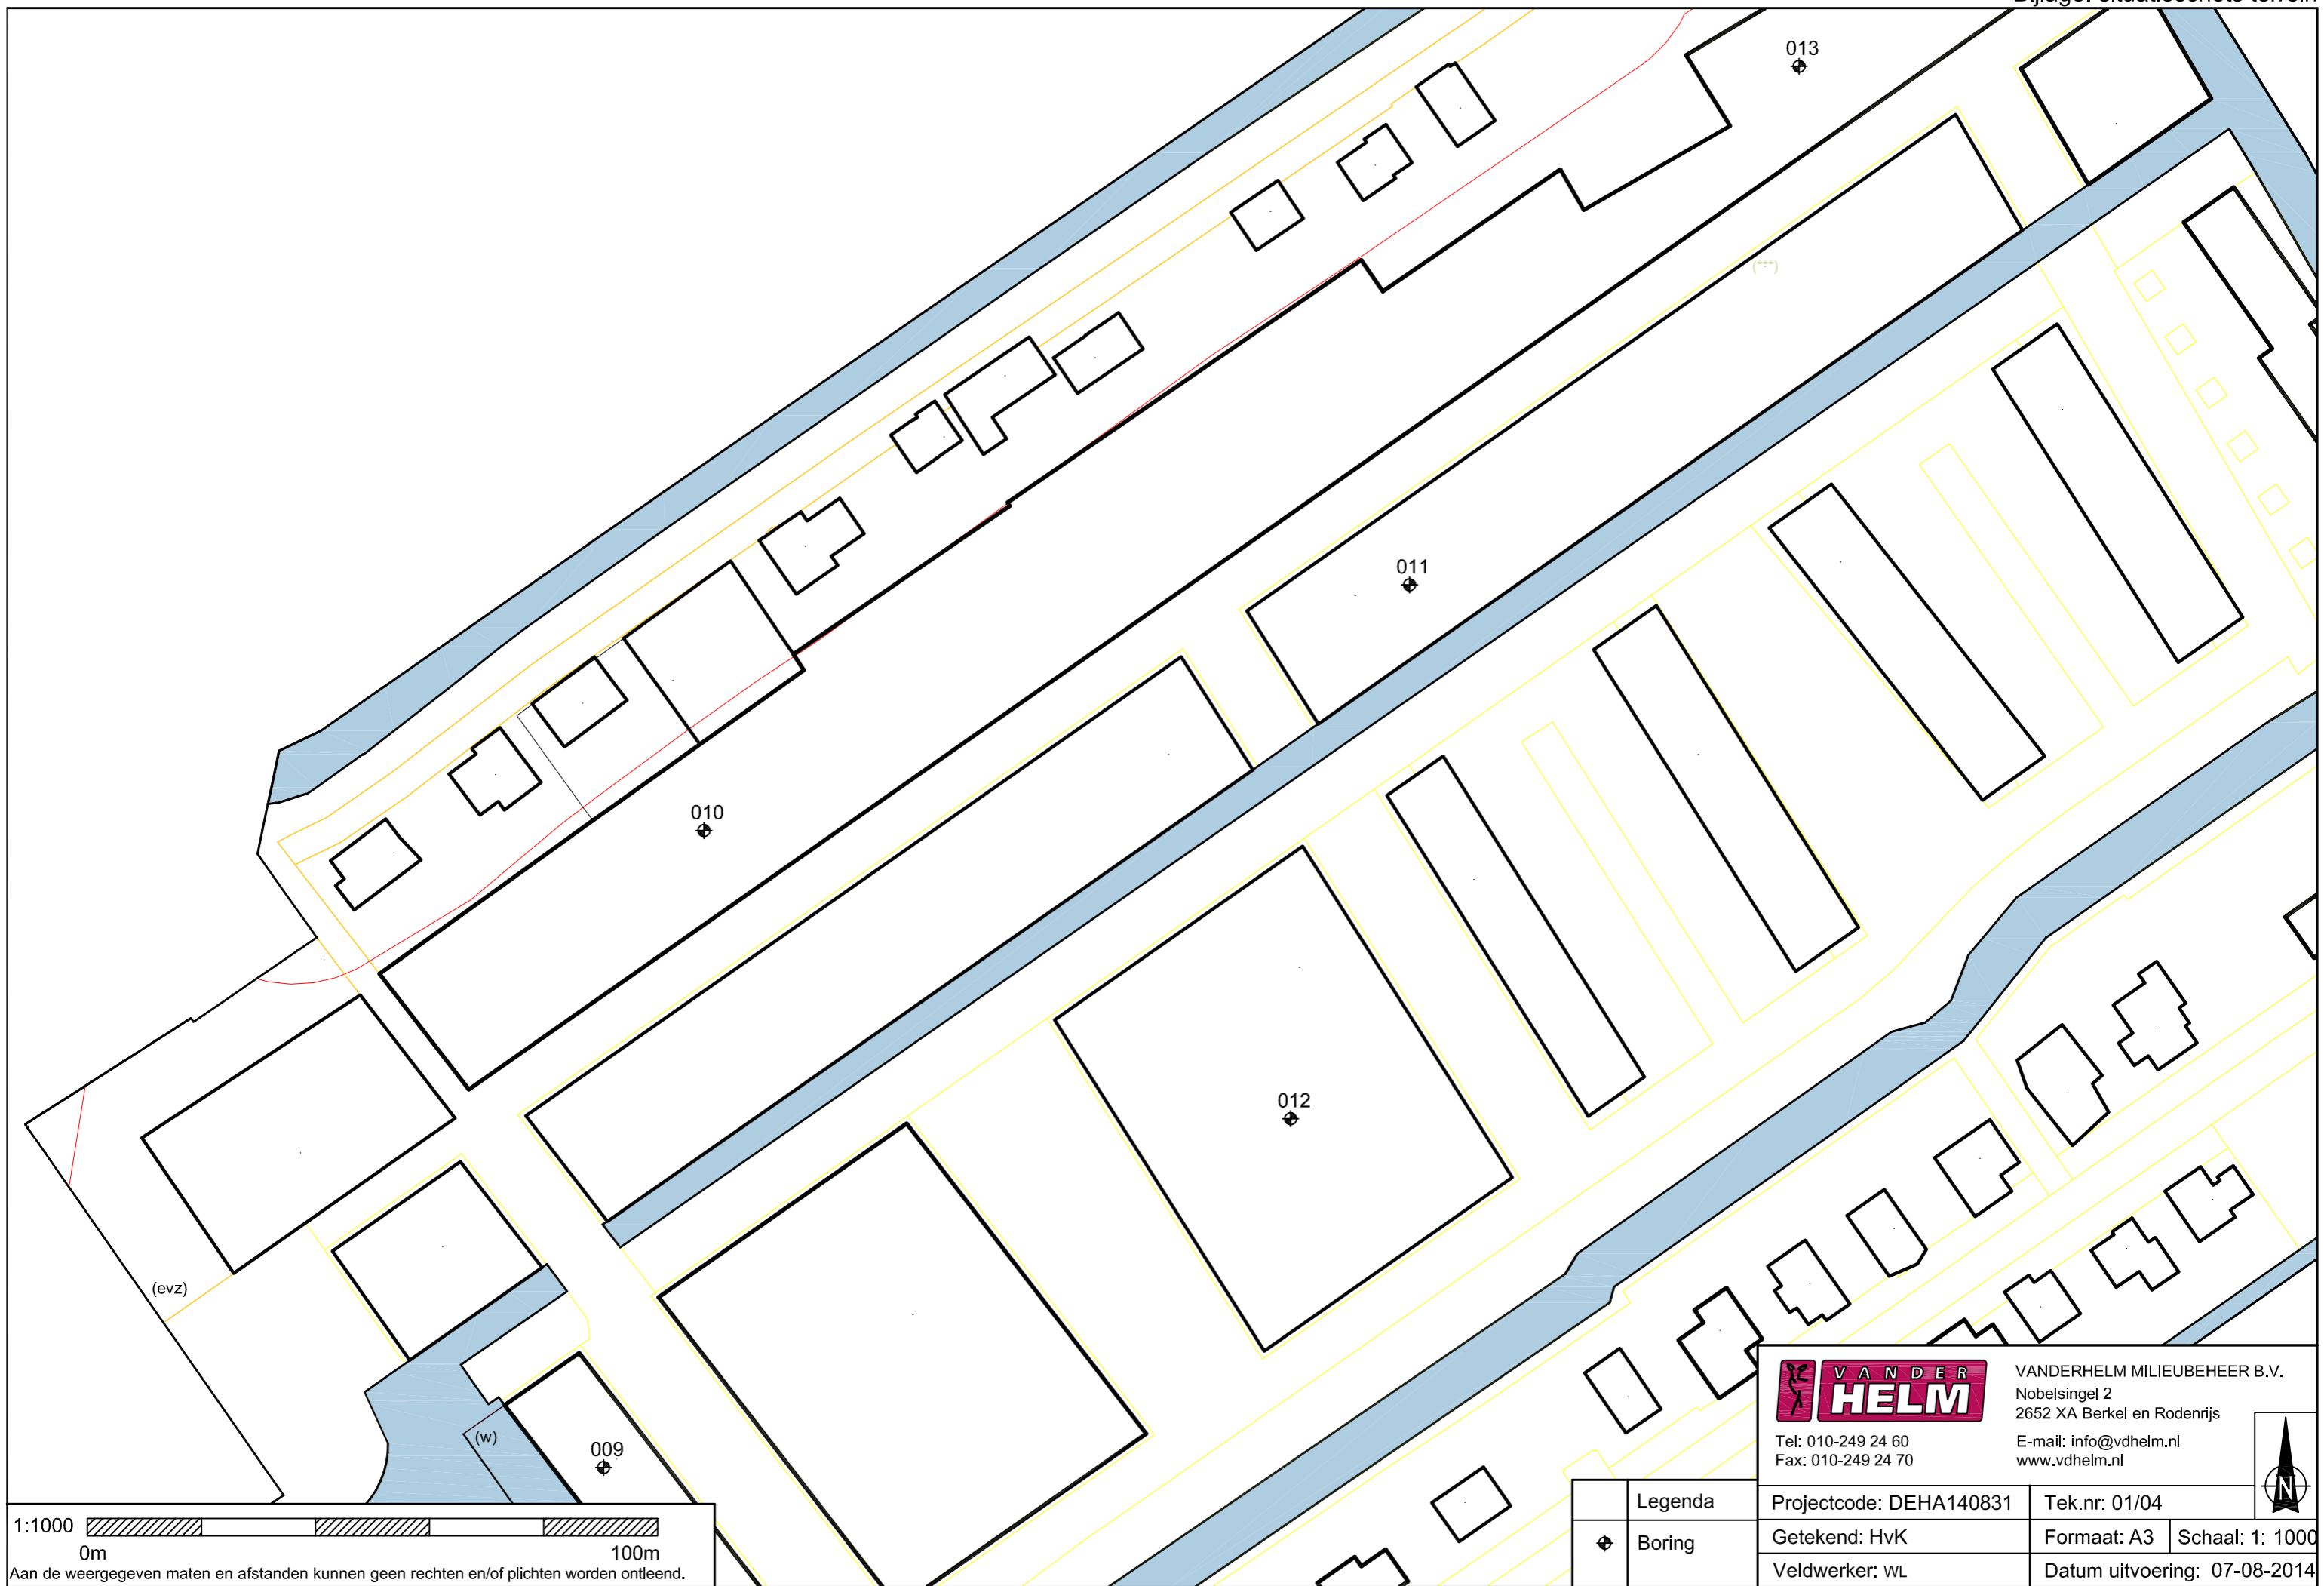 Bijlage: situatieschets terrein
013
(***)
011
010
012
(evz)
(w)
009
1:1000
0m 100m
Aan de weergegeven maten en afstanden kunnen geen rechten en/of plichten worden ontleend.
Legenda
Boring
VANDER
HELM
VANDERHELM MILIEUBEHEER B.V.
Nobelsingel 2
2652 XA Berkel en Rodenrijs
Tel: 010-249 24 60
Fax: 010-249 24 70
E-mail: info@vdhelm.nl
www.vdhelm.nl
N
Projectcode: DEHA140831
Tek.nr: 01/04
Getekend: HvK
Formaat: A3
Schaal: 1: 1000
Veldwerker: WL
Datum uitvoering: 07-08-2014